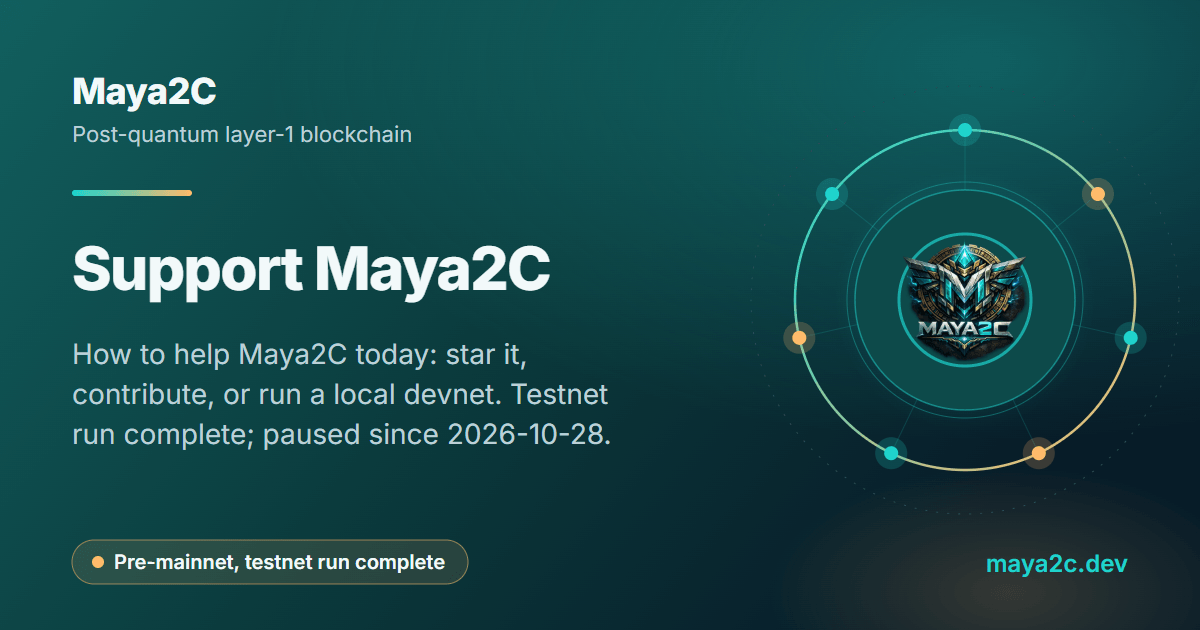 Maya2C
Post-quantum layer-1 blockchain
Support Maya2C
How to help Maya2C today: star it,
contribute, or run a local devnet. Testnet
run complete; paused since 2026-10-28.
MAYA2C
Pre-mainnet, testnet run complete
maya2c.dev